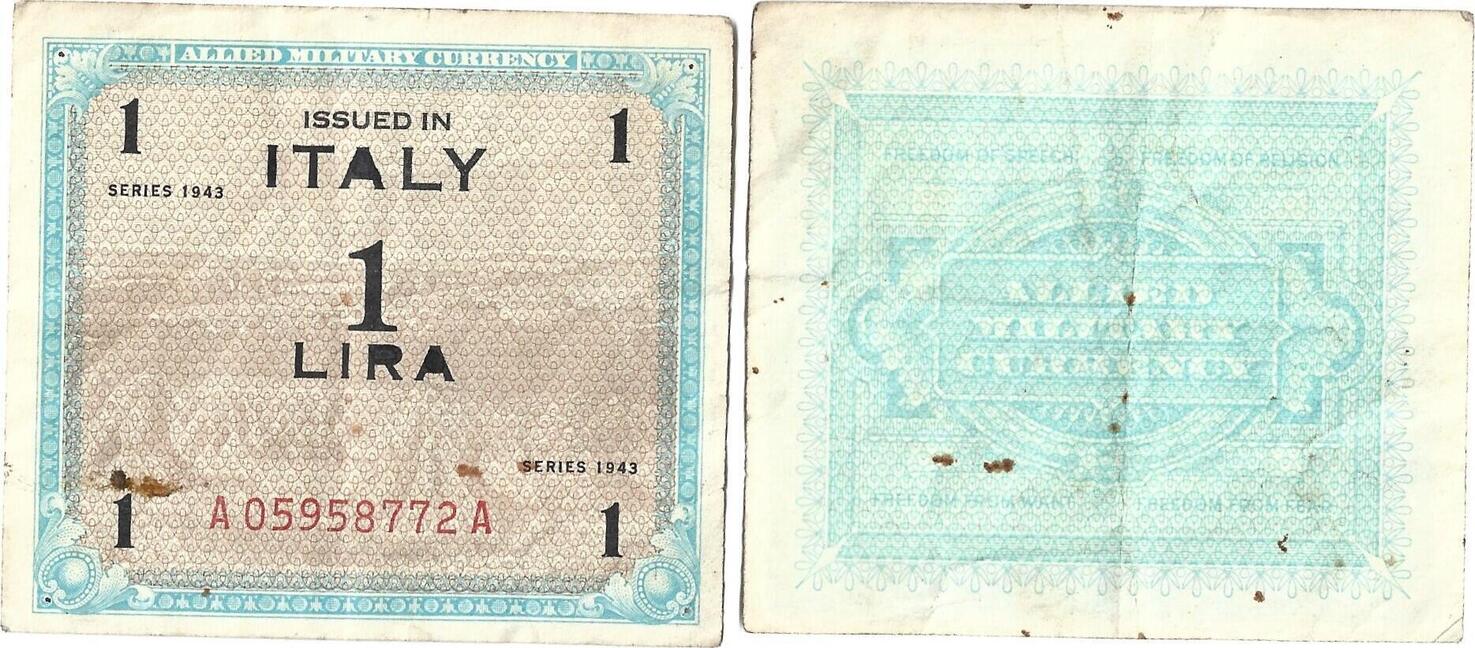 ALLIED MILITARY CURRENCY
1 1
ISSUED IN
ITALY
SERIES 1943
1
LIRA
SERIES 1943
1 1
A 05958772 A
FREEDOM OF SPEECH FREEDOM OF RELIGION
ALLIED
MILITARY
CURRENCY
FREEDOM FROM WANT FREEDOM FROM FEAR